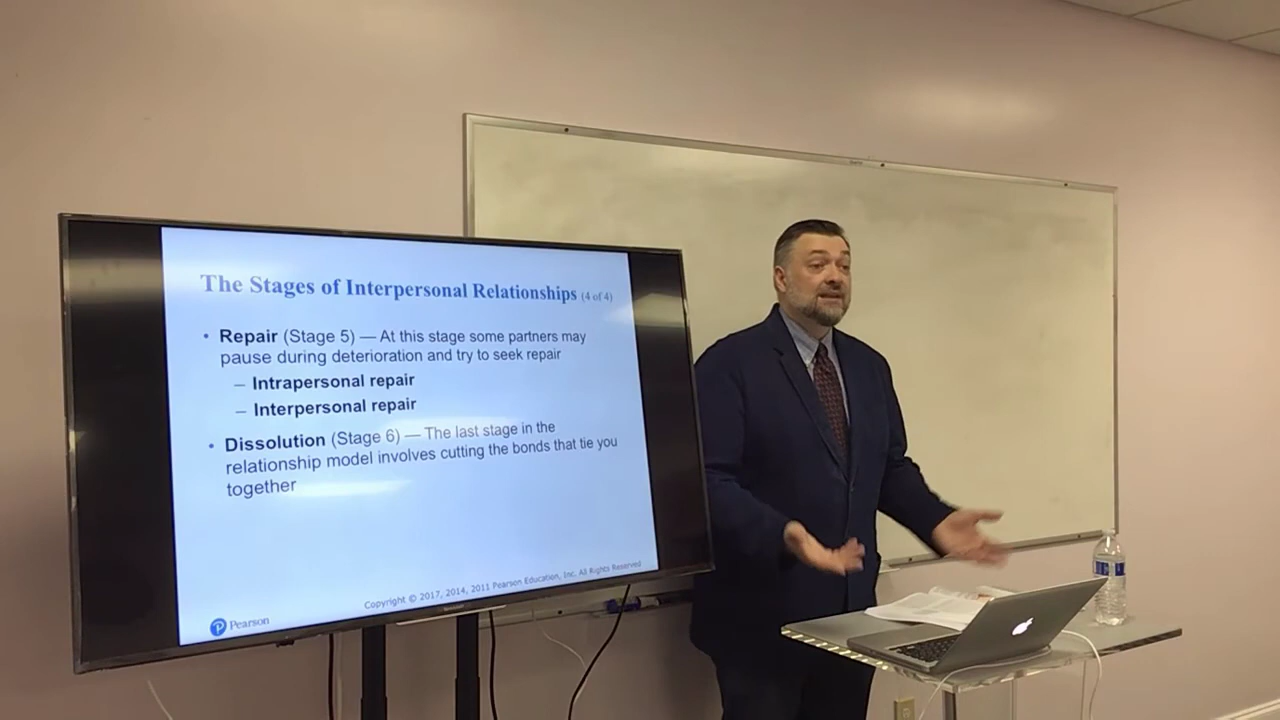 The Stages of Interpersonal Relationships (4 of 4)
• Repair (Stage 5) — At this stage some partners may
pause during deterioration and try to seek repair
– Intrapersonal repair
– Interpersonal repair
• Dissolution (Stage 6) — The last stage in the
relationship model involves cutting the bonds that tie you
together
Copyright © 2017, 2014, 2011 Pearson Education, Inc. All Rights Reserved
P Pearson